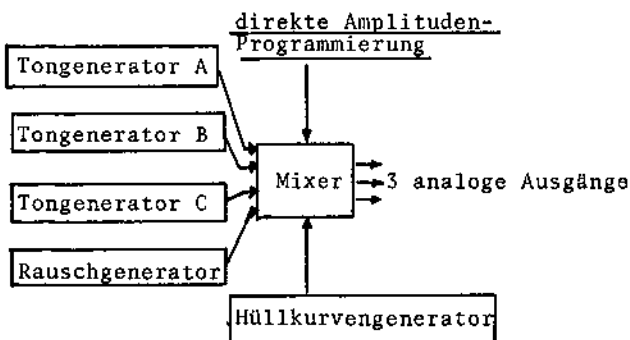 direkte Amplituden-
Programmierung
Tongenerator A
Tongenerator B
Mixer
3 analoge Ausgänge
Tongenerator C
Rauschgenerator
Hüllkurvengenerator